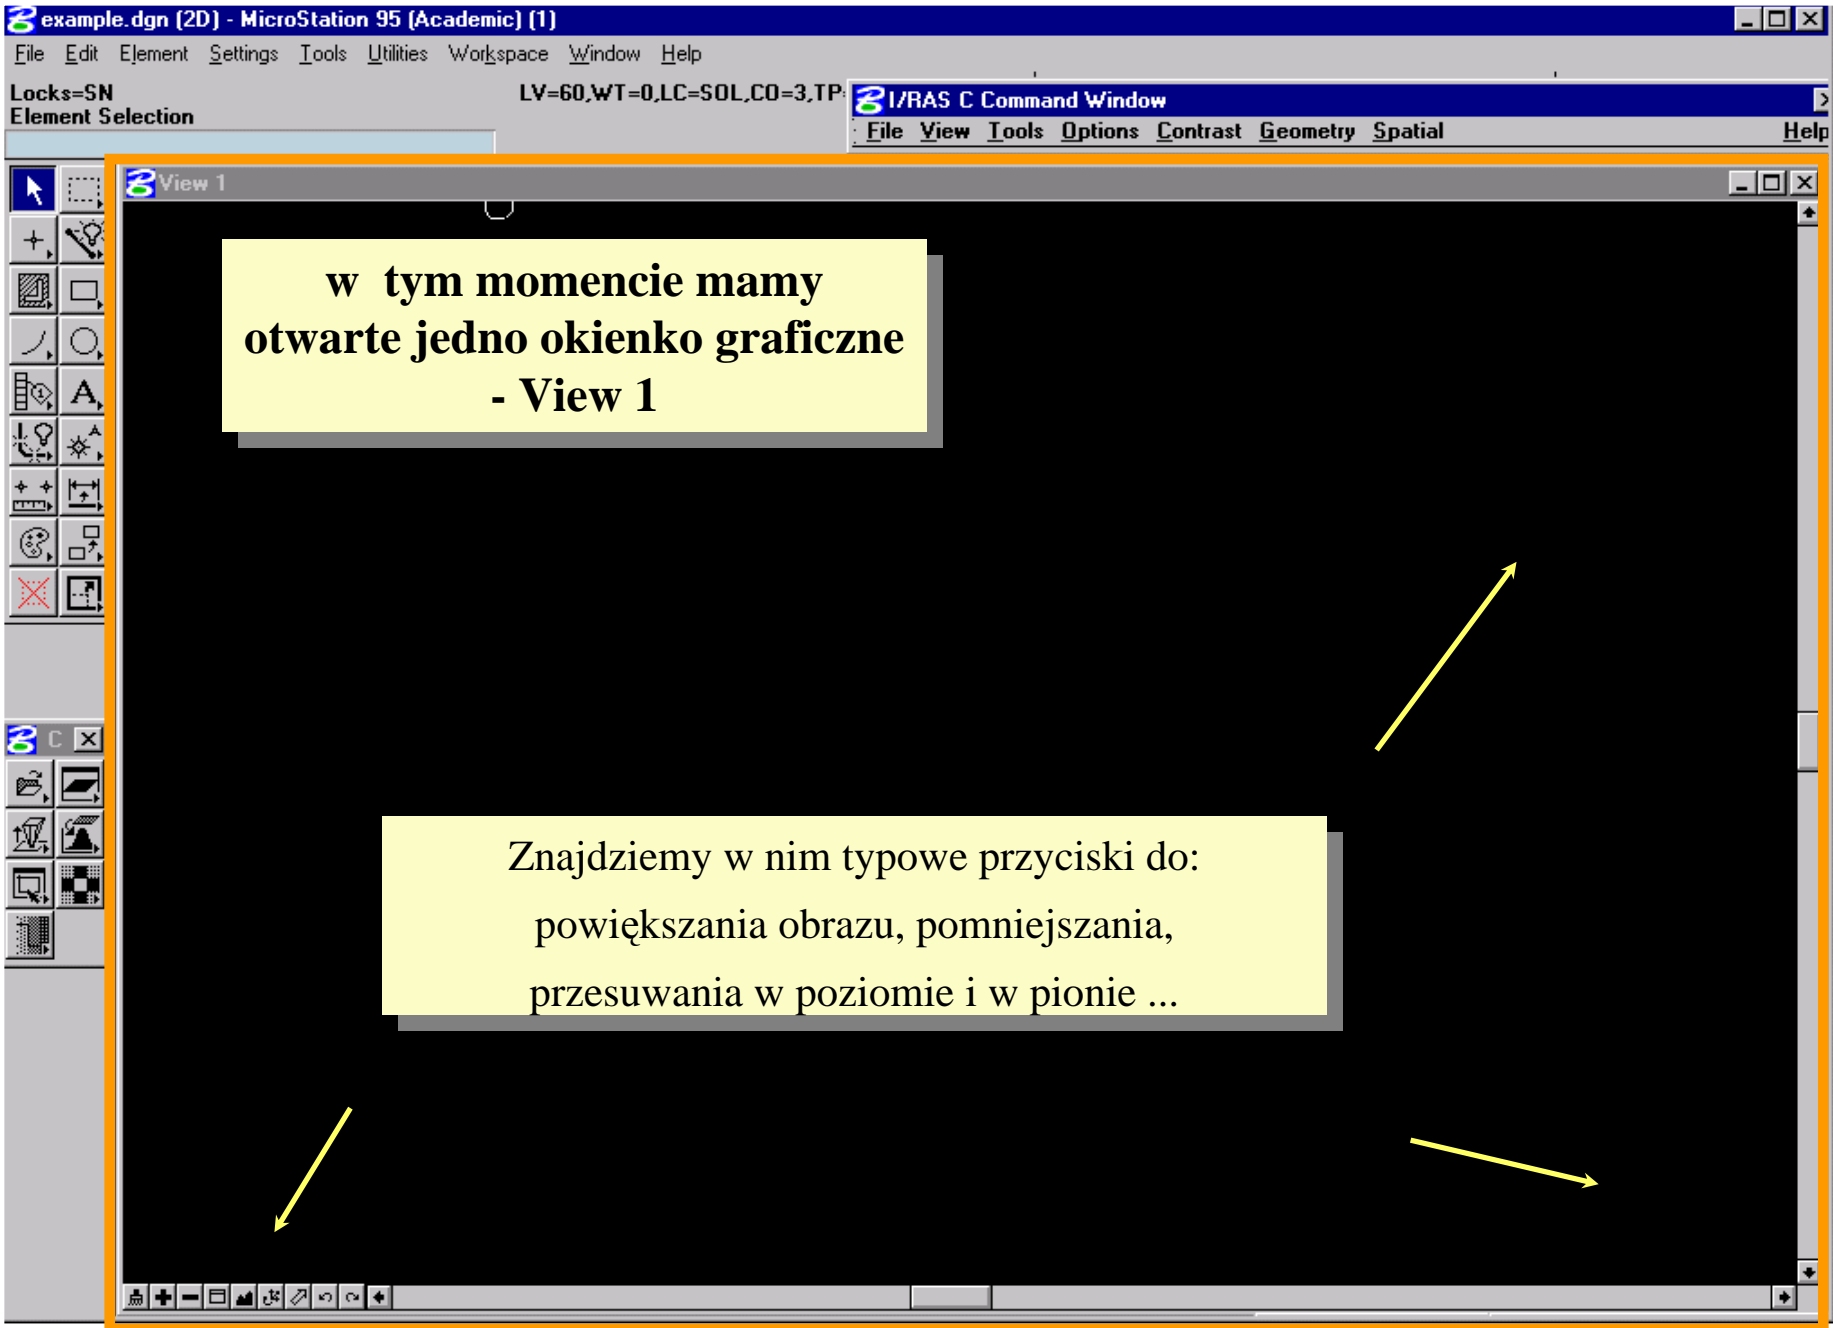 example.dgn (2D) - MicroStation 95 (Academic) (1)
File Edit Element Settings Tools Utilities Workspace Window Help
Locks=SN LV=60,WT=0,LC=SOL,CO=3,TP
Element Selection
I/RAS C Command Window
File View Tools Options Contrast Geometry Spatial Help
View 1
w tym momencie mamy
otwarte jedno okienko graficzne
- View 1
C
Znajdziemy w nim typowe przyciski do:
powiększania obrazu, pomniejszania,
przesuwania w poziomie i w pionie ...